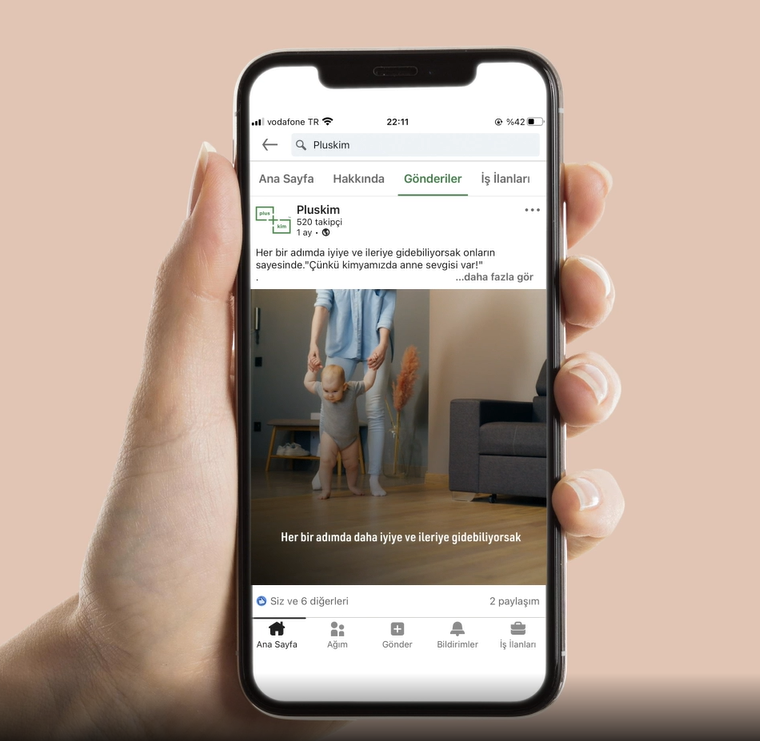 vodafone TR 22:11 %42
Pluskim
Ana Sayfa Hakkında Gönderiler İş İlanları
plus
kim
Pluskim
520 takipçi
1 ay •
Her bir adımda iyiye ve ileriye gidebiliyorsak onların
sayesinde."Çünkü kimyamızda anne sevgisi var!"
. ...daha fazla gör
Her bir adımda daha iyiye ve ileriye gidebiliyorsak
Siz ve 6 diğerleri 2 paylaşım
Ana Sayfa Ağım Gönder Bildirimler İş İlanları